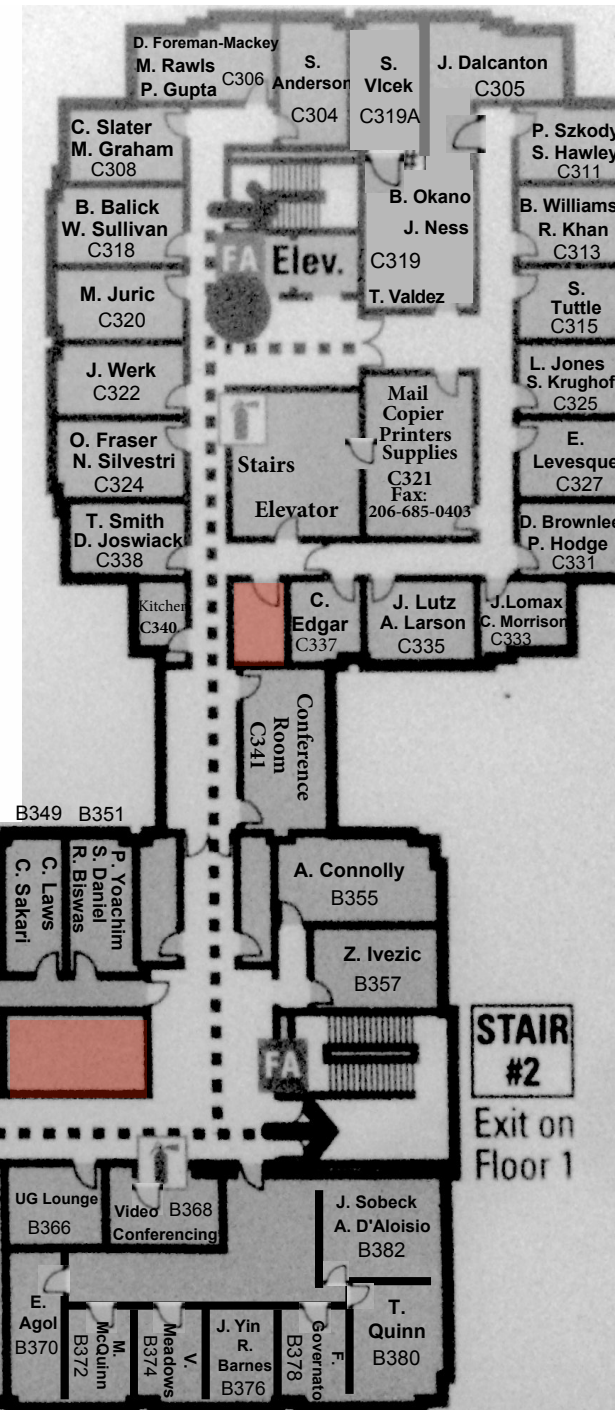 D. Foreman-Mackey
M. Rawls
P. Gupta
C306
S.
Anderson
C304
S.
Vlcek
C319A
J. Dalcanton
C305
C. Slater
M. Graham
C308
P. Szkody
S. Hawley
C311
B. Balick
W. Sullivan
C318
B. Okano
J. Ness
C319
T. Valdez
B. Williams
R. Khan
C313
FA
Elev.
M. Juric
C320
S.
Tuttle
C315
J. Werk
C322
L. Jones
S. Krughof
C325
Mail
Copier
Printers
Supplies
C321
Fax:
206-685-0403
O. Fraser
N. Silvestri
C324
Stairs
Elevator
E.
Levesque
C327
T. Smith
D. Joswiack
C338
D. Brownlee
P. Hodge
C331
Kitchen
C340
C.
Edgar
C337
J. Lutz
A. Larson
C335
J.Lomax
C. Morrison
C333
Conference
Room
C341
B349
B351
C. Laws
C. Sakari
P. Yoachim
S. Daniel
R. Biswas
A. Connolly
B355
Z. Ivezic
B357
FA
STAIR
#2
Exit on
Floor 1
UG Lounge
B366
Video
B368
Conferencing
J. Sobeck
A. D'Aloisio
B382
E.
Agol
B370
M.
McQuinn
B372
V.
Meadows
B374
J. Yin
R.
Barnes
B376
F.
Governato
B378
T.
Quinn
B380